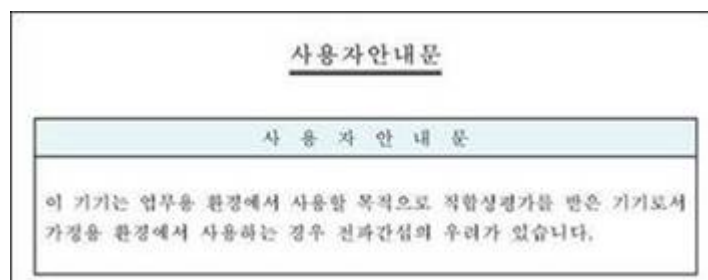 사용자안내문
사 용 자 안 내 문
이 기기는 업무용 환경에서 사용할 목적으로 적합성평가를 받은 기기로서
가정용 환경에서 사용하는 경우 전파간섭의 우려가 있습니다.